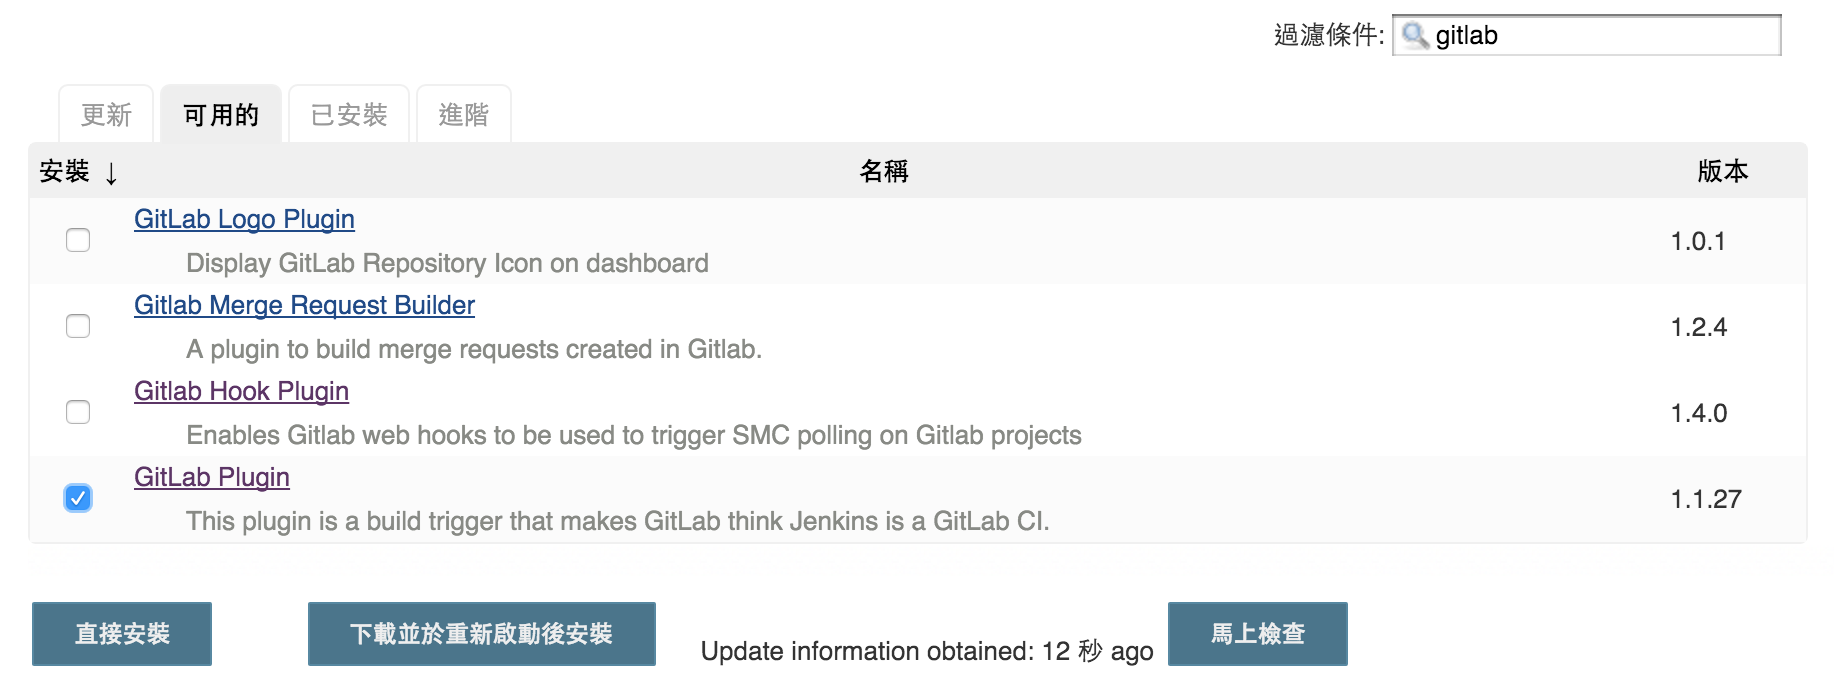 過濾條件: gitlab
更新 可用的 已安裝 進階
安裝 ↓ 名稱 版本
GitLab Logo Plugin
Display GitLab Repository Icon on dashboard
1.0.1
Gitlab Merge Request Builder
A plugin to build merge requests created in Gitlab.
1.2.4
Gitlab Hook Plugin
Enables Gitlab web hooks to be used to trigger SMC polling on Gitlab projects
1.4.0
GitLab Plugin
This plugin is a build trigger that makes GitLab think Jenkins is a GitLab CI.
1.1.27
直接安裝 下載並於重新啟動後安裝 Update information obtained: 12 秒 ago 馬上檢查